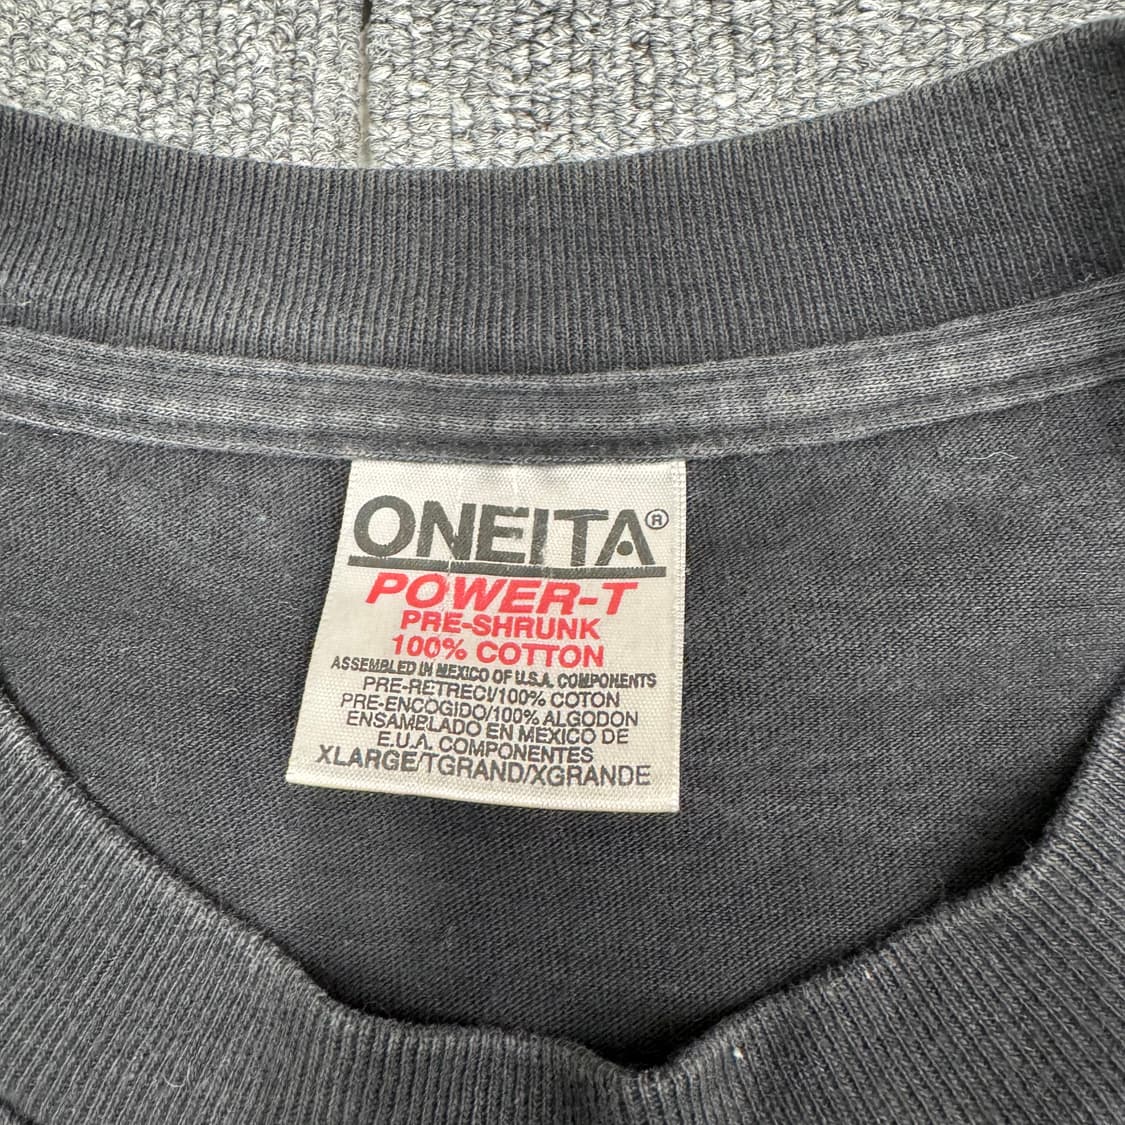 ONEITA®
POWER-T
PRE-SHRUNK
100% COTTON
ASSEMBLED IN MEXICO OF U.S.A. COMPONENTS
PRE-RETRECI/100% COTON
PRE-ENCOGIDO/100% ALGODON
ENSAMBLADO EN MEXICO DE
E.U.A. COMPONENTES
XLARGE/TGRAND/XGRANDE